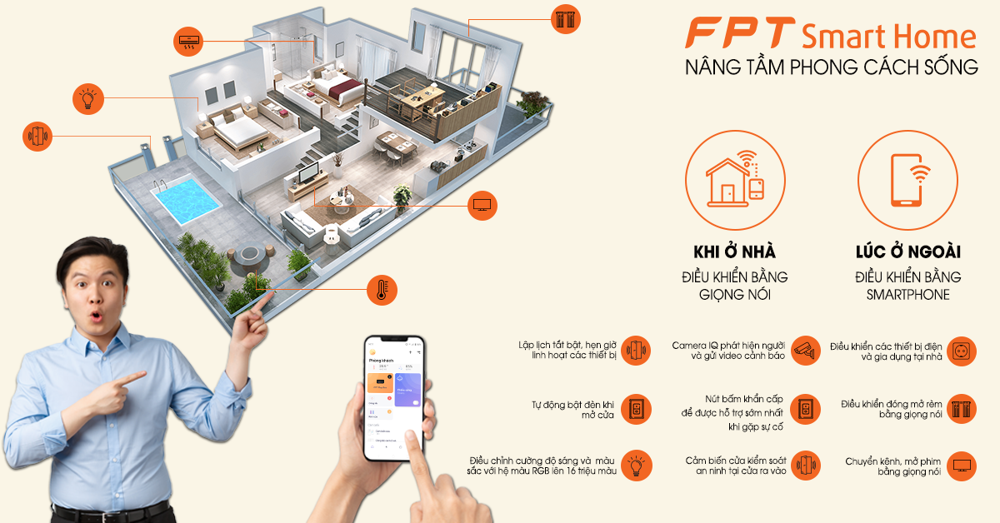 FPT Smart Home
NÂNG TẦM PHONG CÁCH SỐNG
KHI Ở NHÀ
ĐIỀU KHIỂN BẰNG
GIỌNG NÓI
LÚC Ở NGOÀI
ĐIỀU KHIỂN BẰNG
SMARTPHONE
Lập lịch tắt bật, hẹn giờ
linh hoạt các thiết bị
Camera IQ phát hiện người
và gửi video cảnh báo
Điều khiển các thiết bị điện
và gia dụng tại nhà
Tự động bật đèn khi
mở cửa
Nút bấm khẩn cấp
để được hỗ trợ sớm nhất
khi gặp sự cố
Điều khiển đóng mở rèm
bằng giọng nói
Điều chỉnh cường độ sáng và màu
sắc với hệ màu RGB lên 16 triệu màu
Cảm biến cửa kiểm soát
an ninh tại cửa ra vào
Chuyển kênh, mở phim
bằng giọng nói
Phòng khách